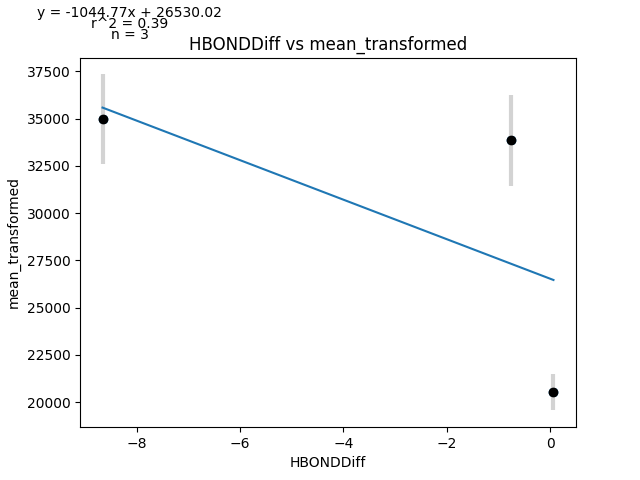 y = -1044.77x + 26530.02
r^2 = 0.39
n = 3
HBONDDiff vs mean_transformed
37500
35000
32500
30000
27500
25000
22500
20000
mean_transformed
−8
−6
−4
−2
0
HBONDDiff